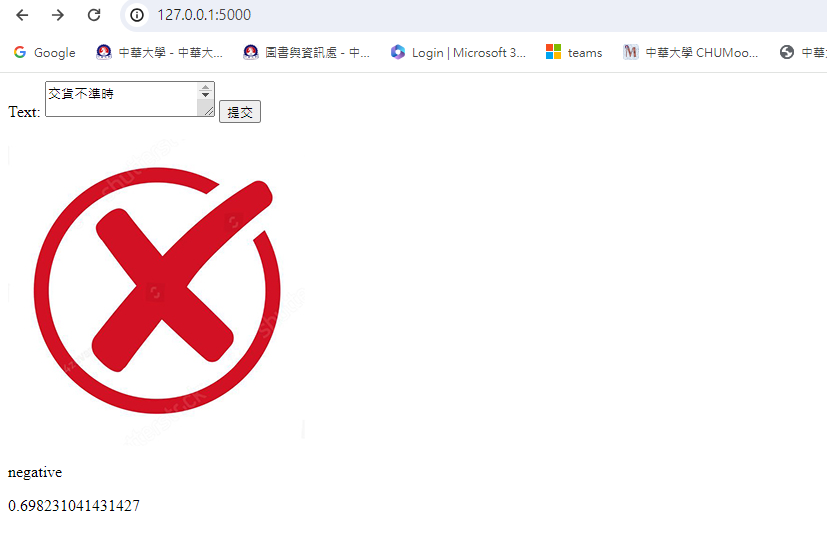 127.0.0.1:5000
Google 中華大學 - 中華大... 圖書與資訊處 - 中... Login | Microsoft 3... teams 中華大學 CHUMoo... 中華
Text: 交貨不準時 提交
negative
0.698231041431427